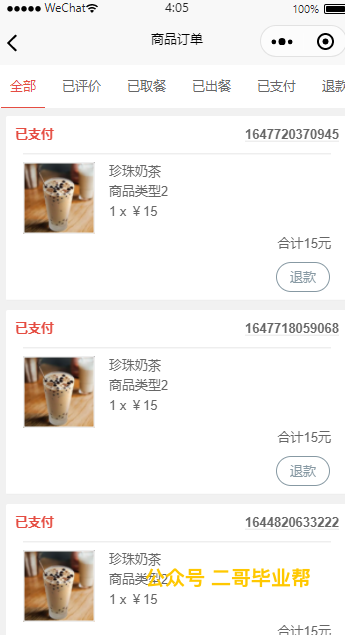 WeChat 4:05 100%
商品订单
全部 已评价 已取餐 已出餐 已支付 退款
已支付 1647720370945
珍珠奶茶
商品类型2
1 x ￥15
合计15元
退款
已支付 1647718059068
珍珠奶茶
商品类型2
1 x ￥15
合计15元
退款
已支付 1644820633222
珍珠奶茶
商品类型2
公众号 二哥毕业帮
1 x ￥15
合计15元